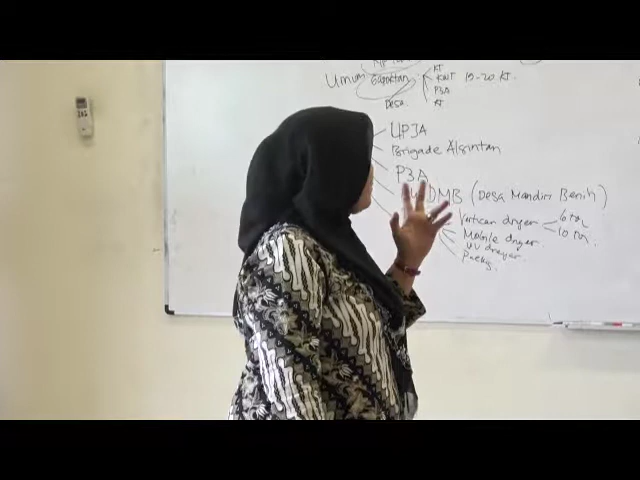 KT
Umum Gapoktan KWT 15-20 KT.
P3A
Desa. KT
UPJA
Brigade Alsintan
P3A
DMB (Desa Mandiri Benih)
Vertical dryer 6 ton
10 ton.
Mobile dryer.
UV dryer.